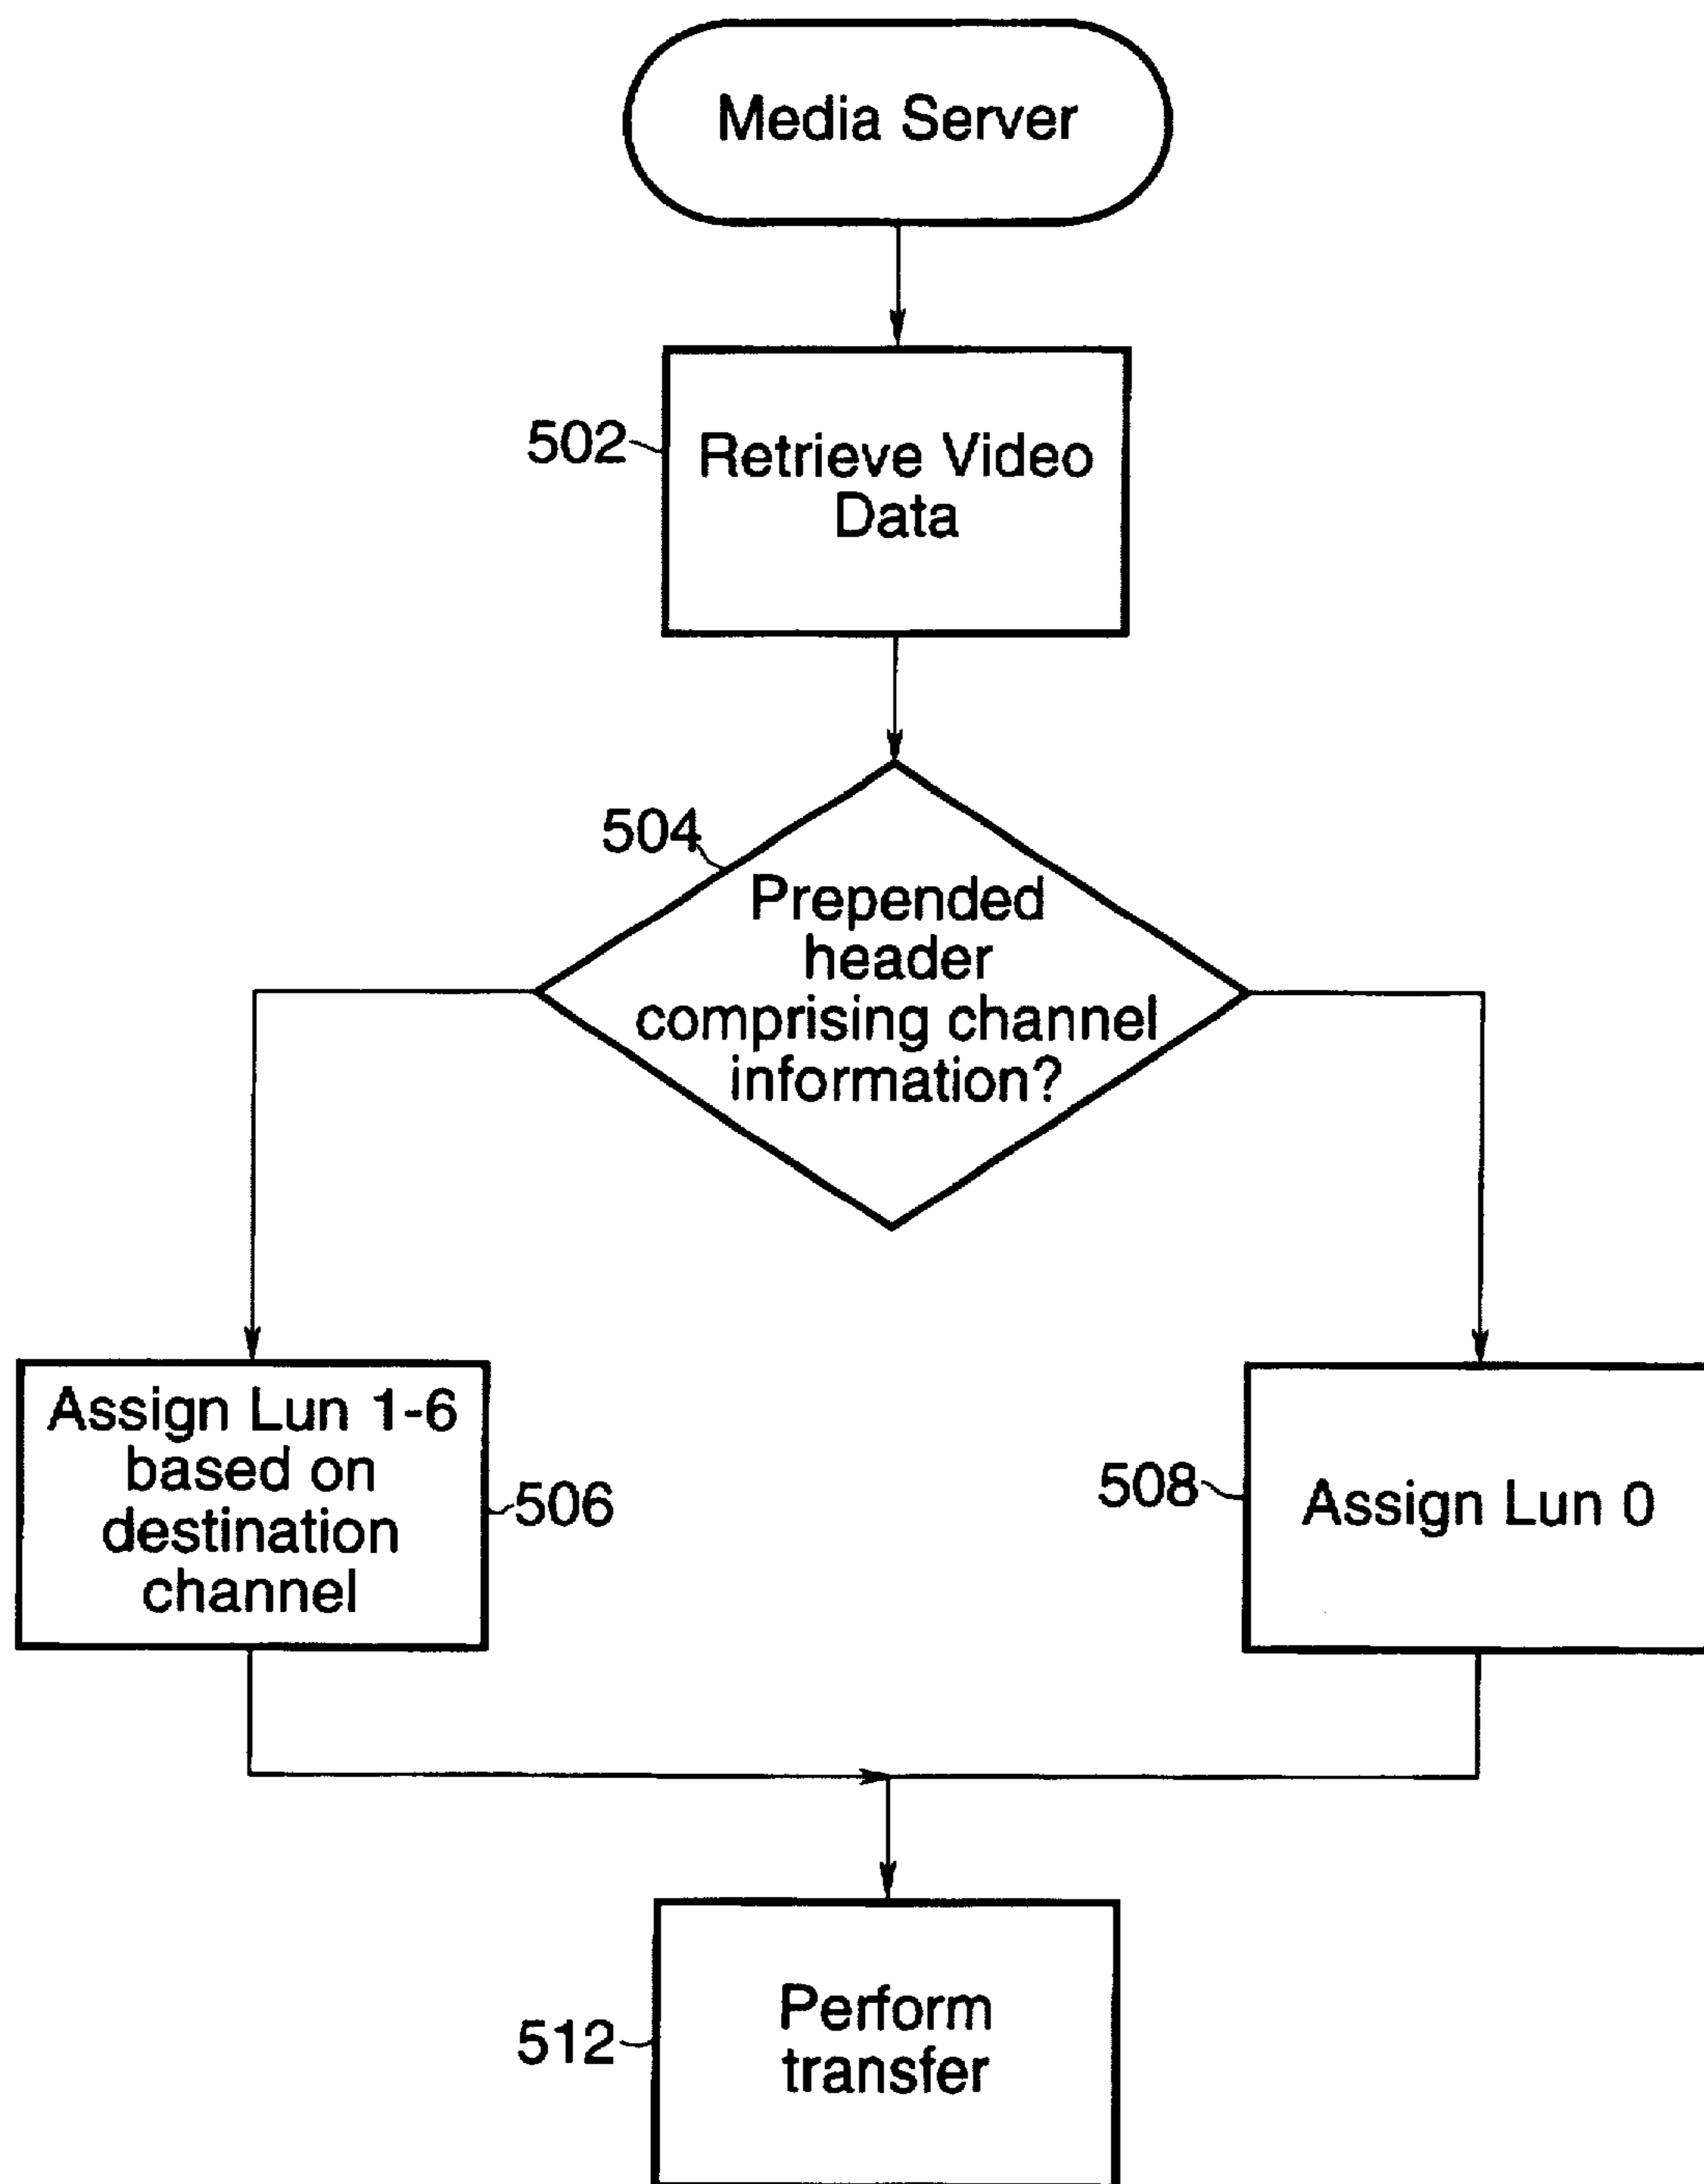 Media Server
502
Retrieve Video
Data
504
Prepended
header
comprising channel
information?
Assign Lun 1-6
based on
destination
channel
506
508
Assign Lun 0
512
Perform
transfer